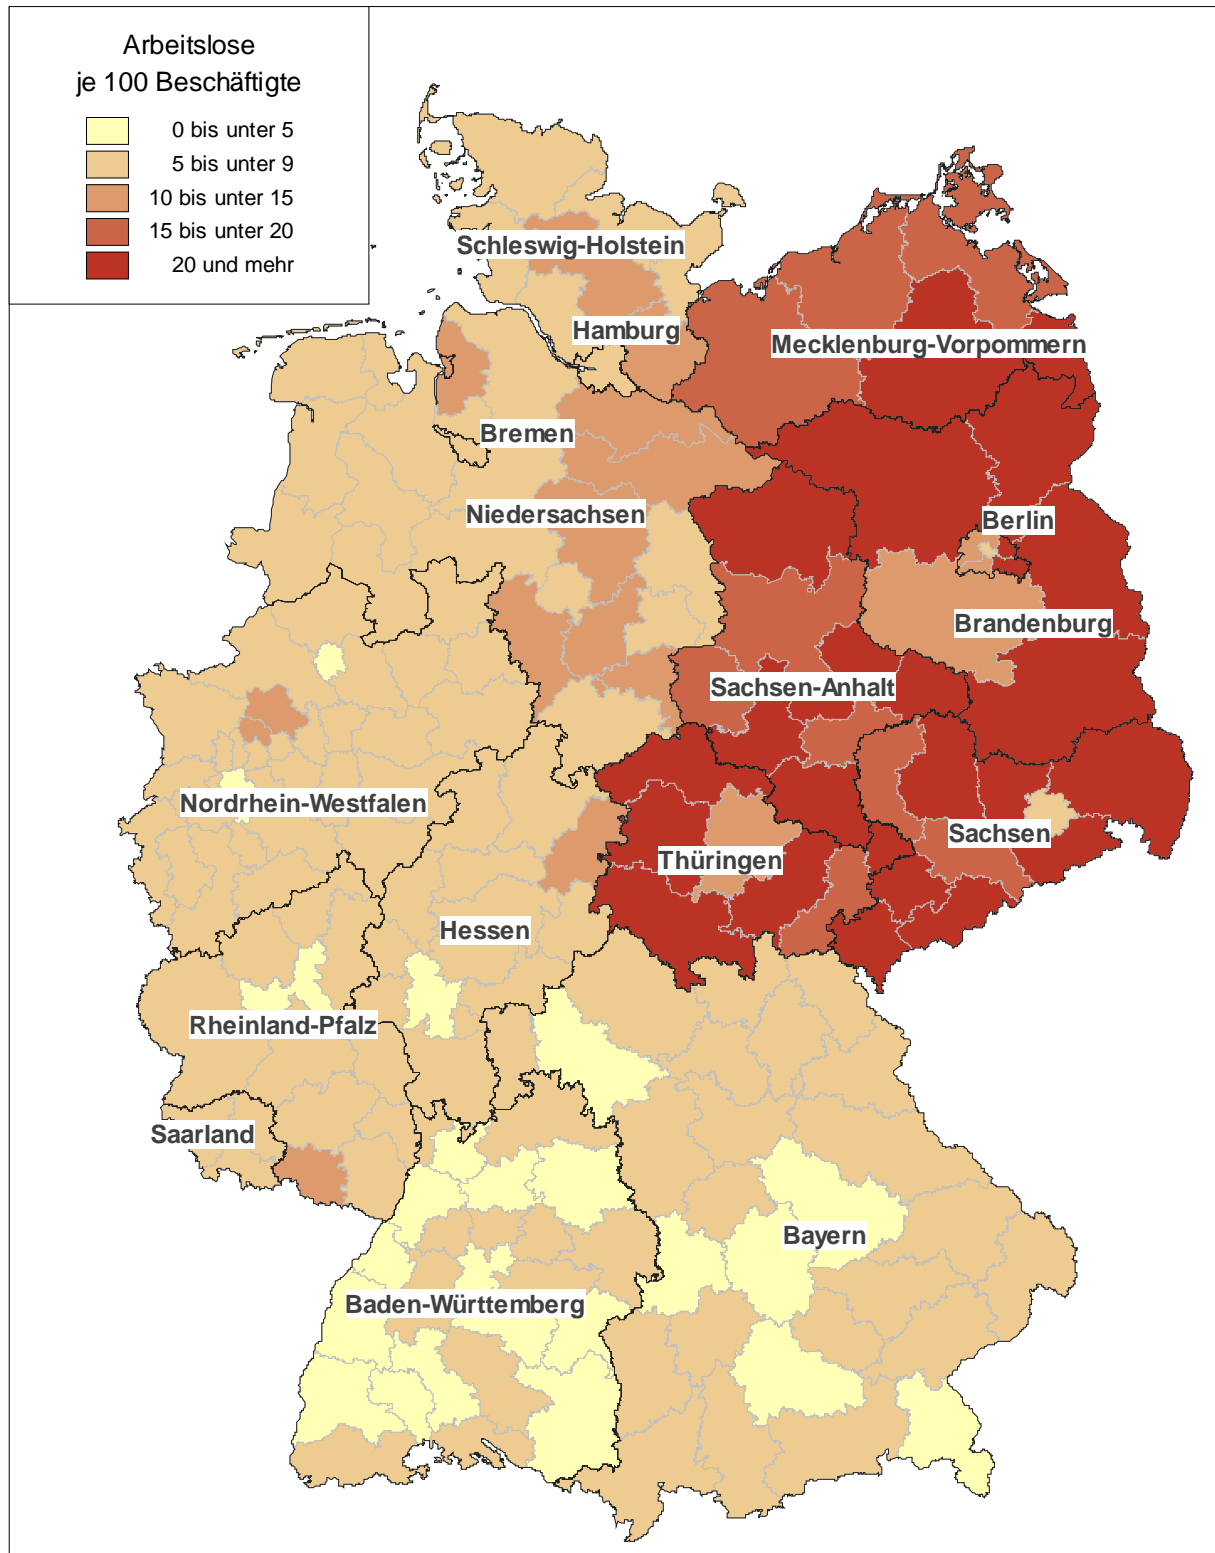 Arbeitslose
je 100 Beschäftigte
0 bis unter 5
5 bis unter 9
10 bis unter 15
15 bis unter 20
20 und mehr
Schleswig-Holstein
Hamburg
Mecklenburg-Vorpommern
Bremen
Niedersachsen
Berlin
Brandenburg
Sachsen-Anhalt
Nordrhein-Westfalen
Sachsen
Thüringen
Hessen
Rheinland-Pfalz
Saarland
Bayern
Baden-Württemberg